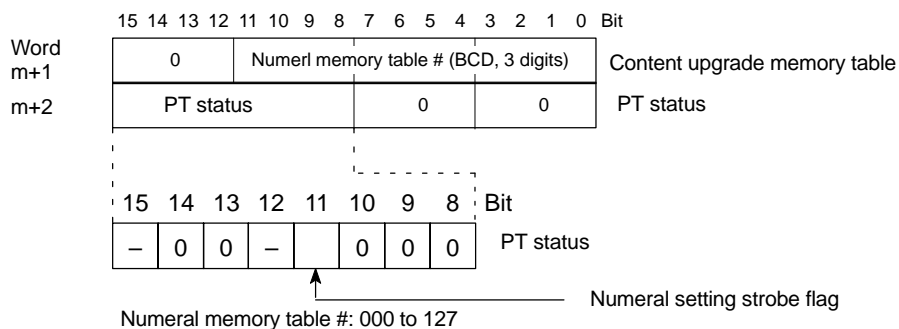 15 14 13 12 11 10 9 8 7 6 5 4 3 2 1 0 Bit
Word
m+1 0 Numerl memory table # (BCD, 3 digits) Content upgrade memory table
m+2 PT status 0 0 PT status
15 14 13 12 11 10 9 8 Bit
– 0 0 – 0 0 0 PT status
Numeral setting strobe flag
Numeral memory table #: 000 to 127